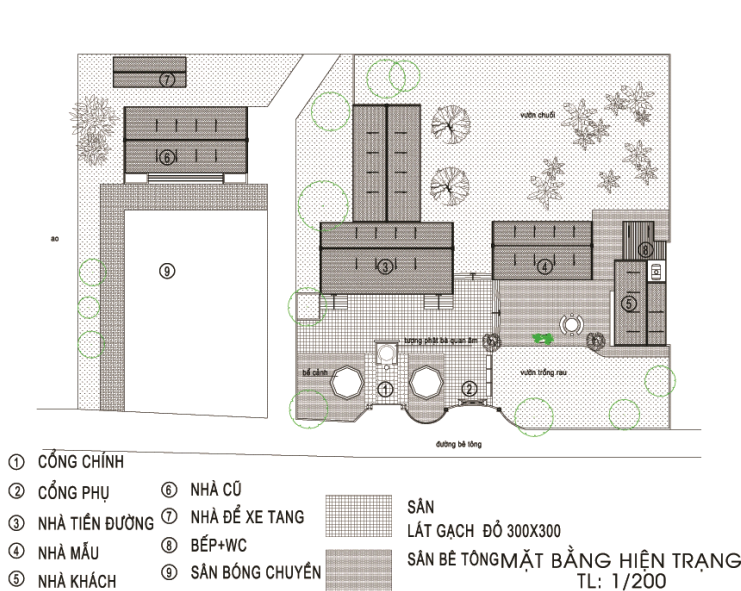 7
vườn chuối
6
ao
8
3
4
9
5
tượng phật bà quan âm
bể cảnh
vườn trồng rau
1
2
đường bê tông
1 CỔNG CHÍNH
2 CỔNG PHỤ
3 NHÀ TIỀN ĐƯỜNG
4 NHÀ MẪU
5 NHÀ KHÁCH
6 NHÀ CŨ
7 NHÀ ĐỂ XE TANG
8 BẾP+WC
9 SÂN BÓNG CHUYỀN
SÂN
LÁT GẠCH ĐỎ 300X300
SÂN BÊ TÔNG
MẶT BẰNG HIỆN TRẠNG
TL: 1/200